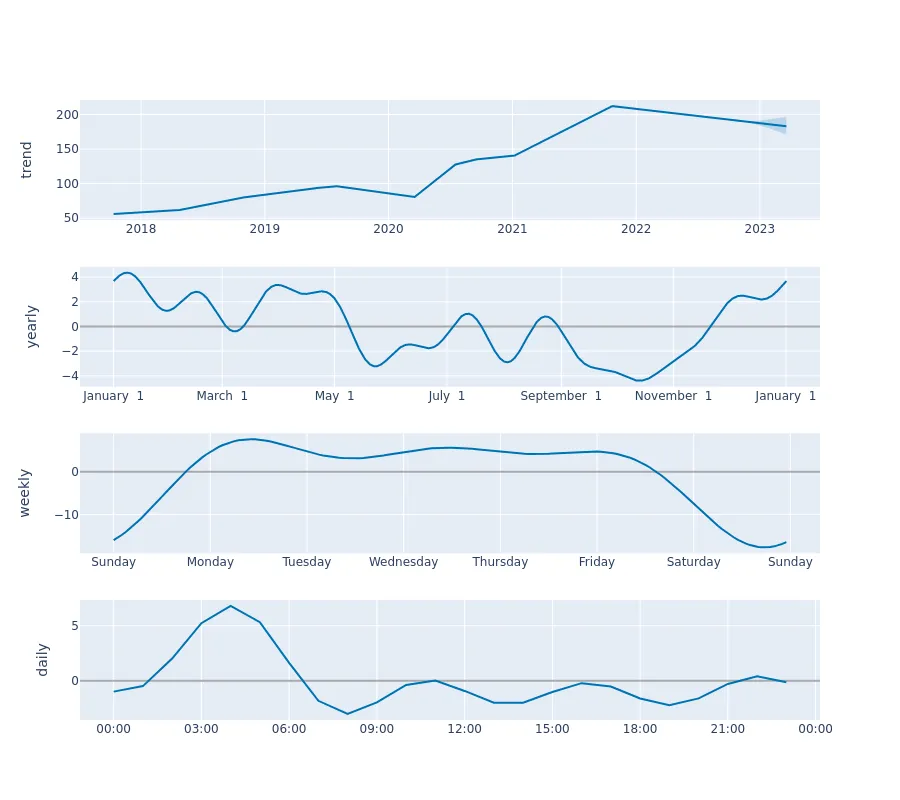 trend
200
150
100
50
2018 2019 2020 2021 2022 2023
yearly
4
2
0
−2
−4
January 1 March 1 May 1 July 1 September 1 November 1 January 1
weekly
0
−10
Sunday Monday Tuesday Wednesday Thursday Friday Saturday Sunday
daily
5
0
00:00 03:00 06:00 09:00 12:00 15:00 18:00 21:00 00:00